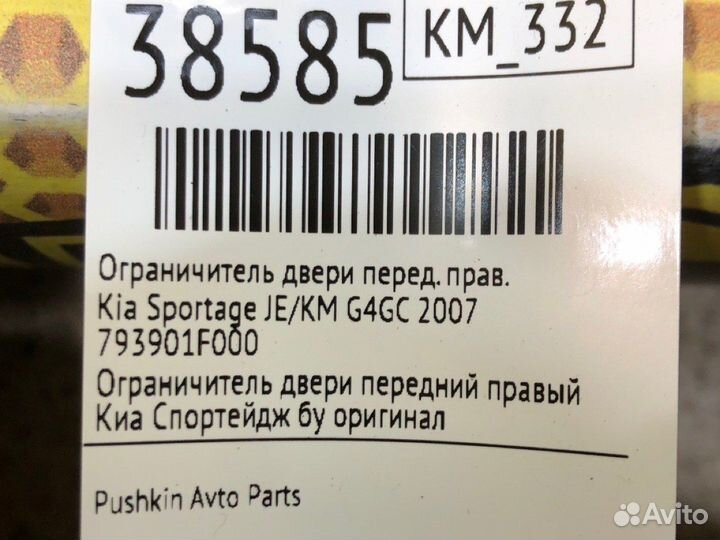 38585
KM_332
Ограничитель двери перед. прав.
Kia Sportage JE/KM G4GC 2007
793901F000
Ограничитель двери передний правый
Киа Спортейдж бу оригинал
Pushkin Avto Parts
Avito